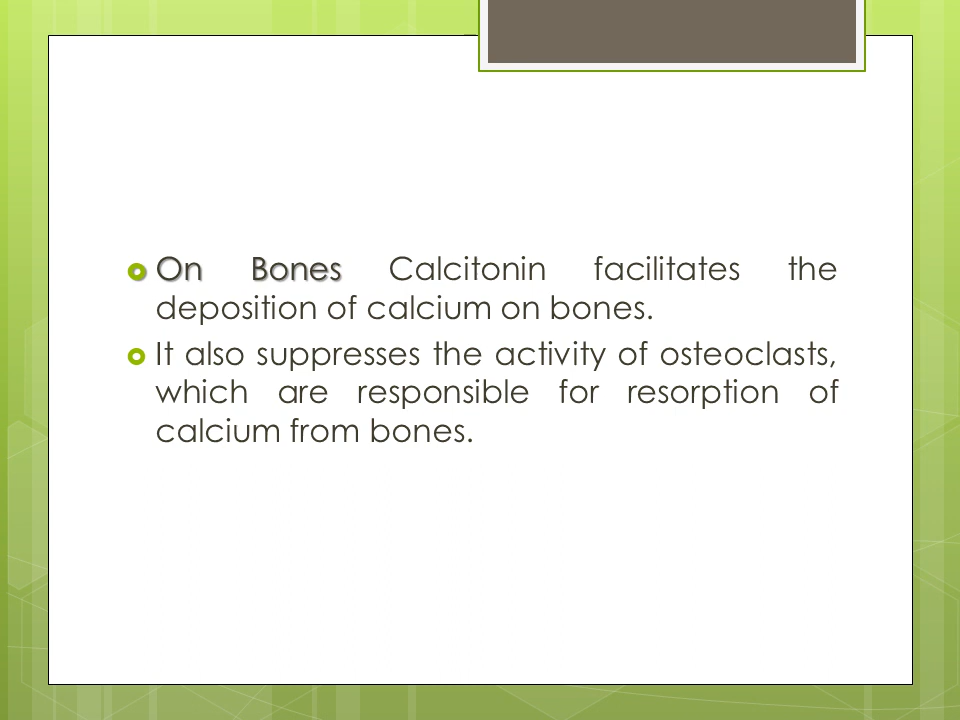 On Bones Calcitonin facilitates the
deposition of calcium on bones.
It also suppresses the activity of osteoclasts,
which are responsible for resorption of
calcium from bones.